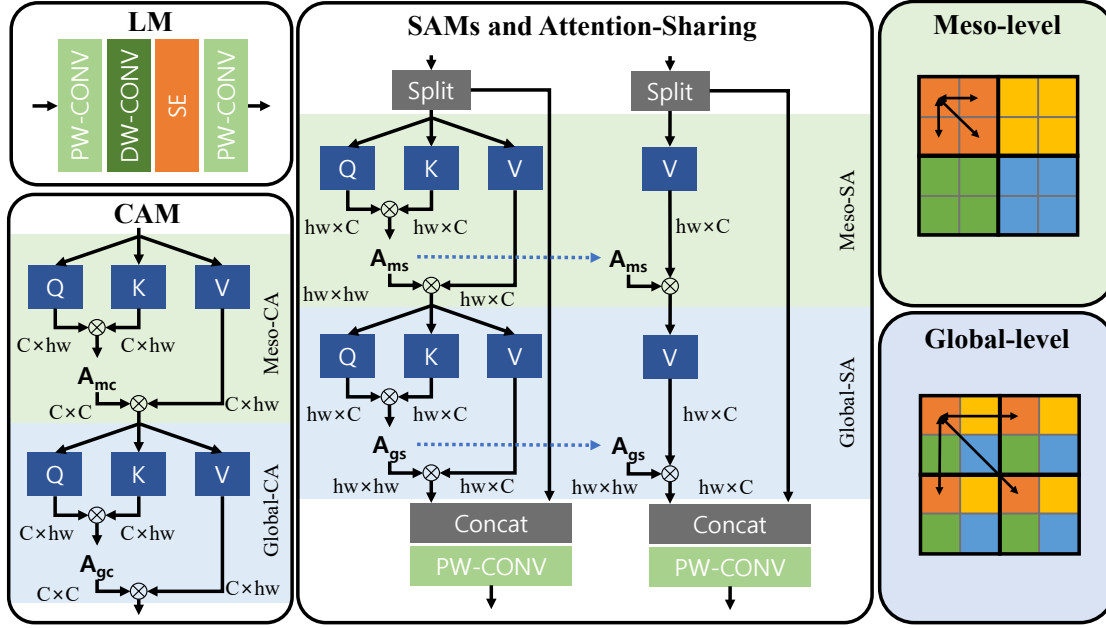 LM
PW-CONV
DW-CONV
SE
PW-CONV
CAM
Q K V
C×hw C×hw
Meso-CA
Amc
C×C C×hw
Q K V
C×hw C×hw
Global-CA
Agc
C×C C×hw
SAMs and Attention-Sharing
Split Split
Q K V V
hw×C hw×C hw×C
Meso-SA
Ams Ams
hw×hw hw×C
Q K V V
hw×C hw×C hw×C
Global-SA
Ags Ags
hw×hw hw×C hw×hw hw×C
Concat Concat
PW-CONV PW-CONV
Meso-level
Global-level